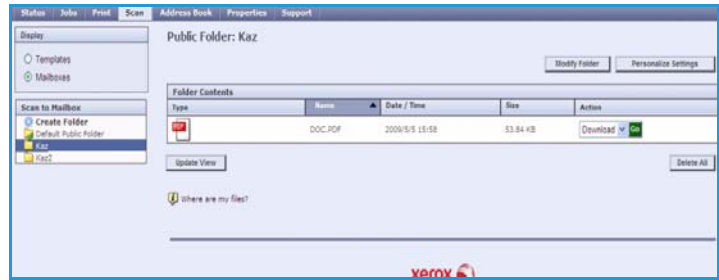 Status Jobs Print Scan Address Book Properties Support
Display
Templates
Mailboxes
Scan to Mailbox
Create Folder
Default Public Folder
Kaz
Kaz2
Public Folder: Kaz
Modify Folder Personalize Settings
Folder Contents
Type Name Date / Time Size Action
PDF DOC.PDF 2009/5/5 15:58 53.84 KB Download Go
Update View Delete All
Where are my files?
xerox